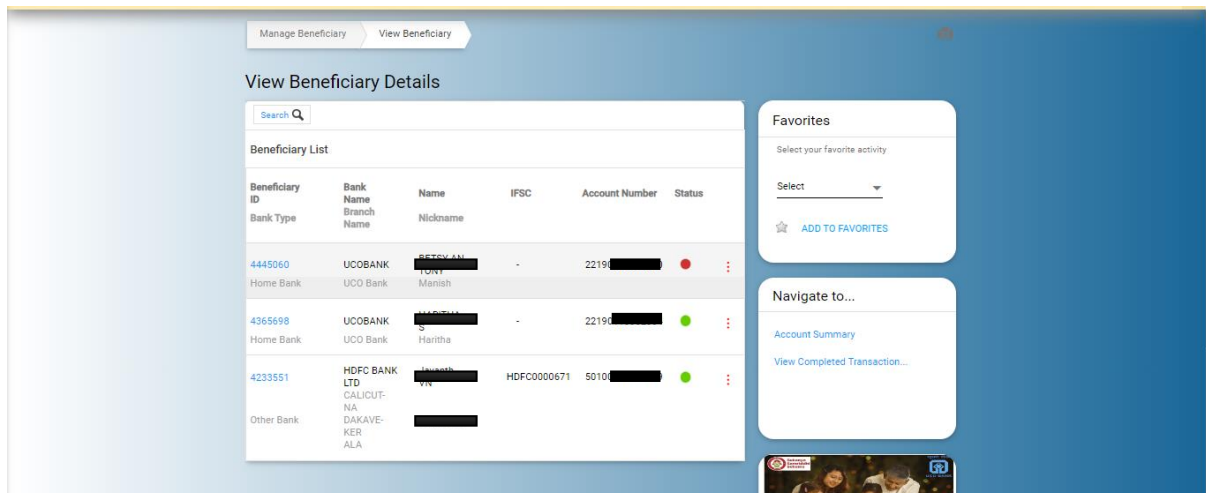 Manage Beneficiary View Beneficiary
View Beneficiary Details
Search
Beneficiary List
Beneficiary ID Bank Name Name IFSC Account Number Status
Bank Type Branch Name Nickname
4445060 UCOBANK - 22190
Home Bank UCO Bank Manish
4365698 UCOBANK S - 22190
Home Bank UCO Bank Haritha
4233551 HDFC BANK LTD HDFC0000671 50100
Other Bank CALICUT-
NA
DAKAVE-
KER
ALA
Favorites
Select your favorite activity
Select
ADD TO FAVORITES
Navigate to...
Account Summary
View Completed Transaction...